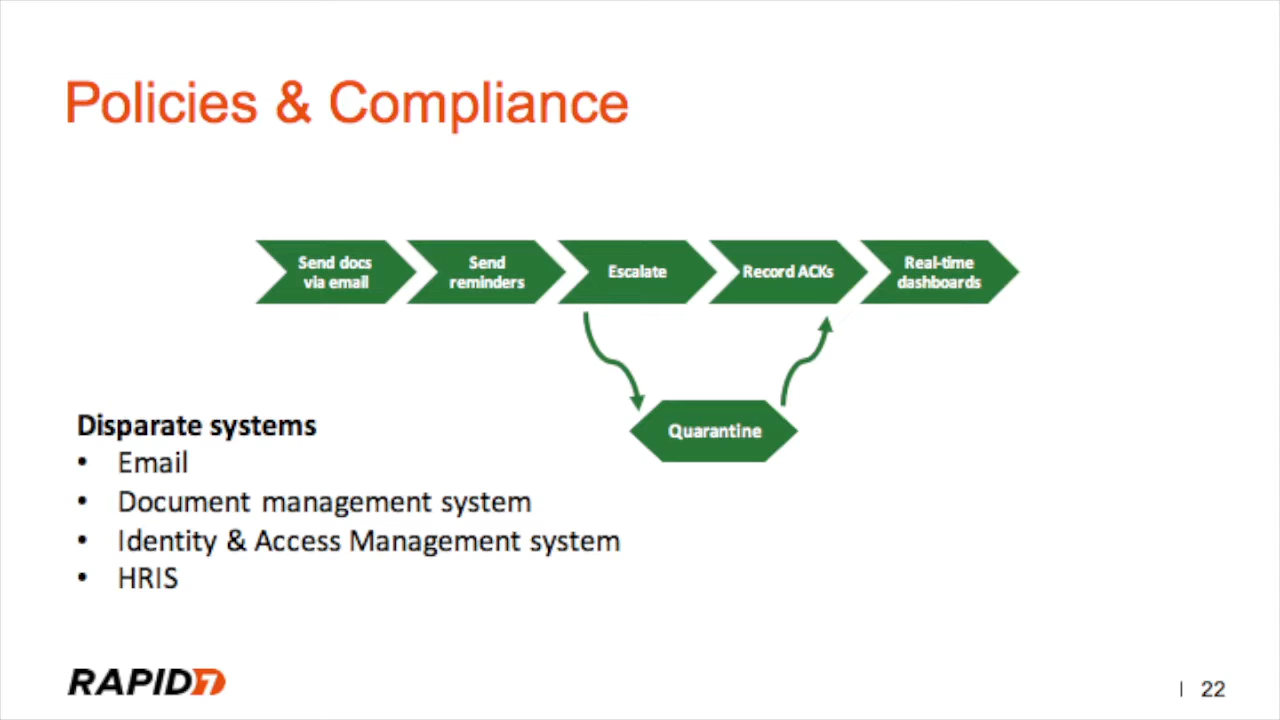 Policies & Compliance
Send docs
via email
Send
reminders
Escalate
Record ACKs
Real-time
dashboards
Quarantine
Disparate systems
• Email
• Document management system
• Identity & Access Management system
• HRIS
RAPID7
| 22